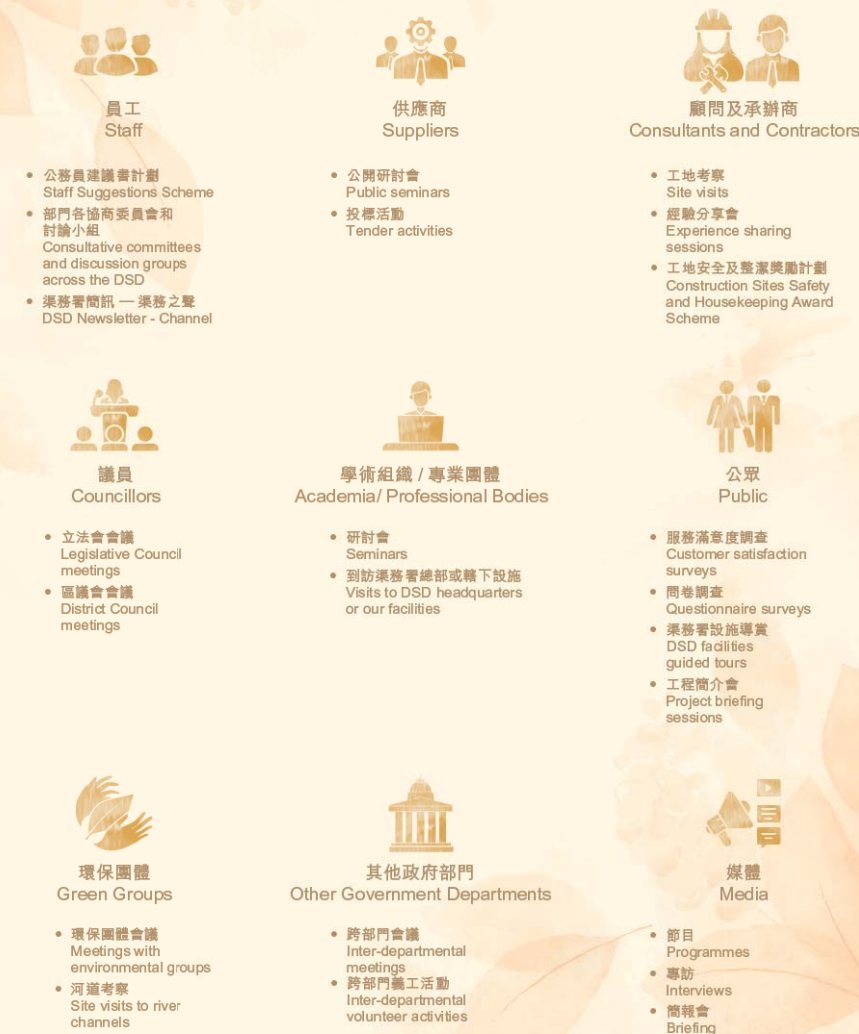 員工
Staff
• 公務員建議書計劃
Staff Suggestions Scheme
• 部門各協商委員會和
討論小組
Consultative committees
and discussion groups
across the DSD
• 渠務署簡訊 — 渠務之聲
DSD Newsletter - Channel
供應商
Suppliers
• 公開研討會
Public seminars
• 投標活動
Tender activities
顧問及承辦商
Consultants and Contractors
• 工地考察
Site visits
• 經驗分享會
Experience sharing
sessions
• 工地安全及整潔獎勵計劃
Construction Sites Safety
and Housekeeping Award
Scheme
議員
Councillors
• 立法會會議
Legislative Council
meetings
• 區議會會議
District Council
meetings
學術組織 / 專業團體
Academia/ Professional Bodies
• 研討會
Seminars
• 到訪渠務署總部或轄下設施
Visits to DSD headquarters
or our facilities
公眾
Public
• 服務滿意度調查
Customer satisfaction
surveys
• 問卷調查
Questionnaire surveys
• 渠務署設施導賞
DSD facilities
guided tours
• 工程簡介會
Project briefing
sessions
環保團體
Green Groups
• 環保團體會議
Meetings with
environmental groups
• 河道考察
Site visits to river
channels
其他政府部門
Other Government Departments
• 跨部門會議
Inter-departmental
meetings
• 跨部門義工活動
Inter-departmental
volunteer activities
媒體
Media
• 節目
Programmes
• 專訪
Interviews
• 簡報會
Briefing